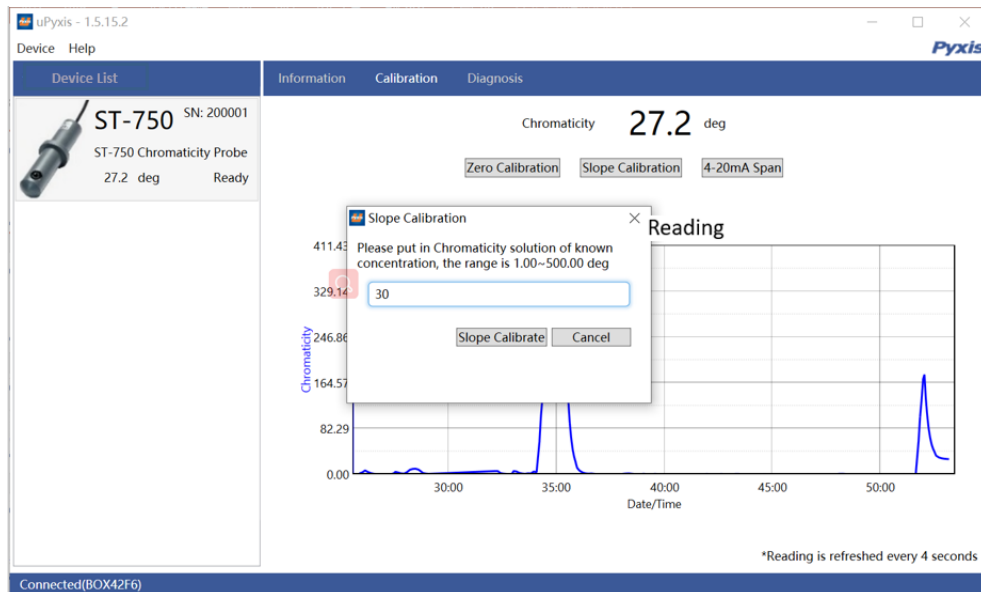 uPyxis - 1.5.15.2
Device Help
Pyxis
Device List
Information Calibration Diagnosis
ST-750 SN: 200001
ST-750 Chromaticity Probe
27.2 deg Ready
Chromaticity 27.2 deg
Zero Calibration Slope Calibration 4-20mA Span
Slope Calibration
Reading
Please put in Chromaticity solution of known
concentration, the range is 1.00~500.00 deg
30
Slope Calibrate Cancel
411.43
329.14
246.86
164.57
82.29
0.00
Chromaticity
30:00 35:00 40:00 45:00 50:00
Date/Time
*Reading is refreshed every 4 seconds
Connected(BOX42F6)